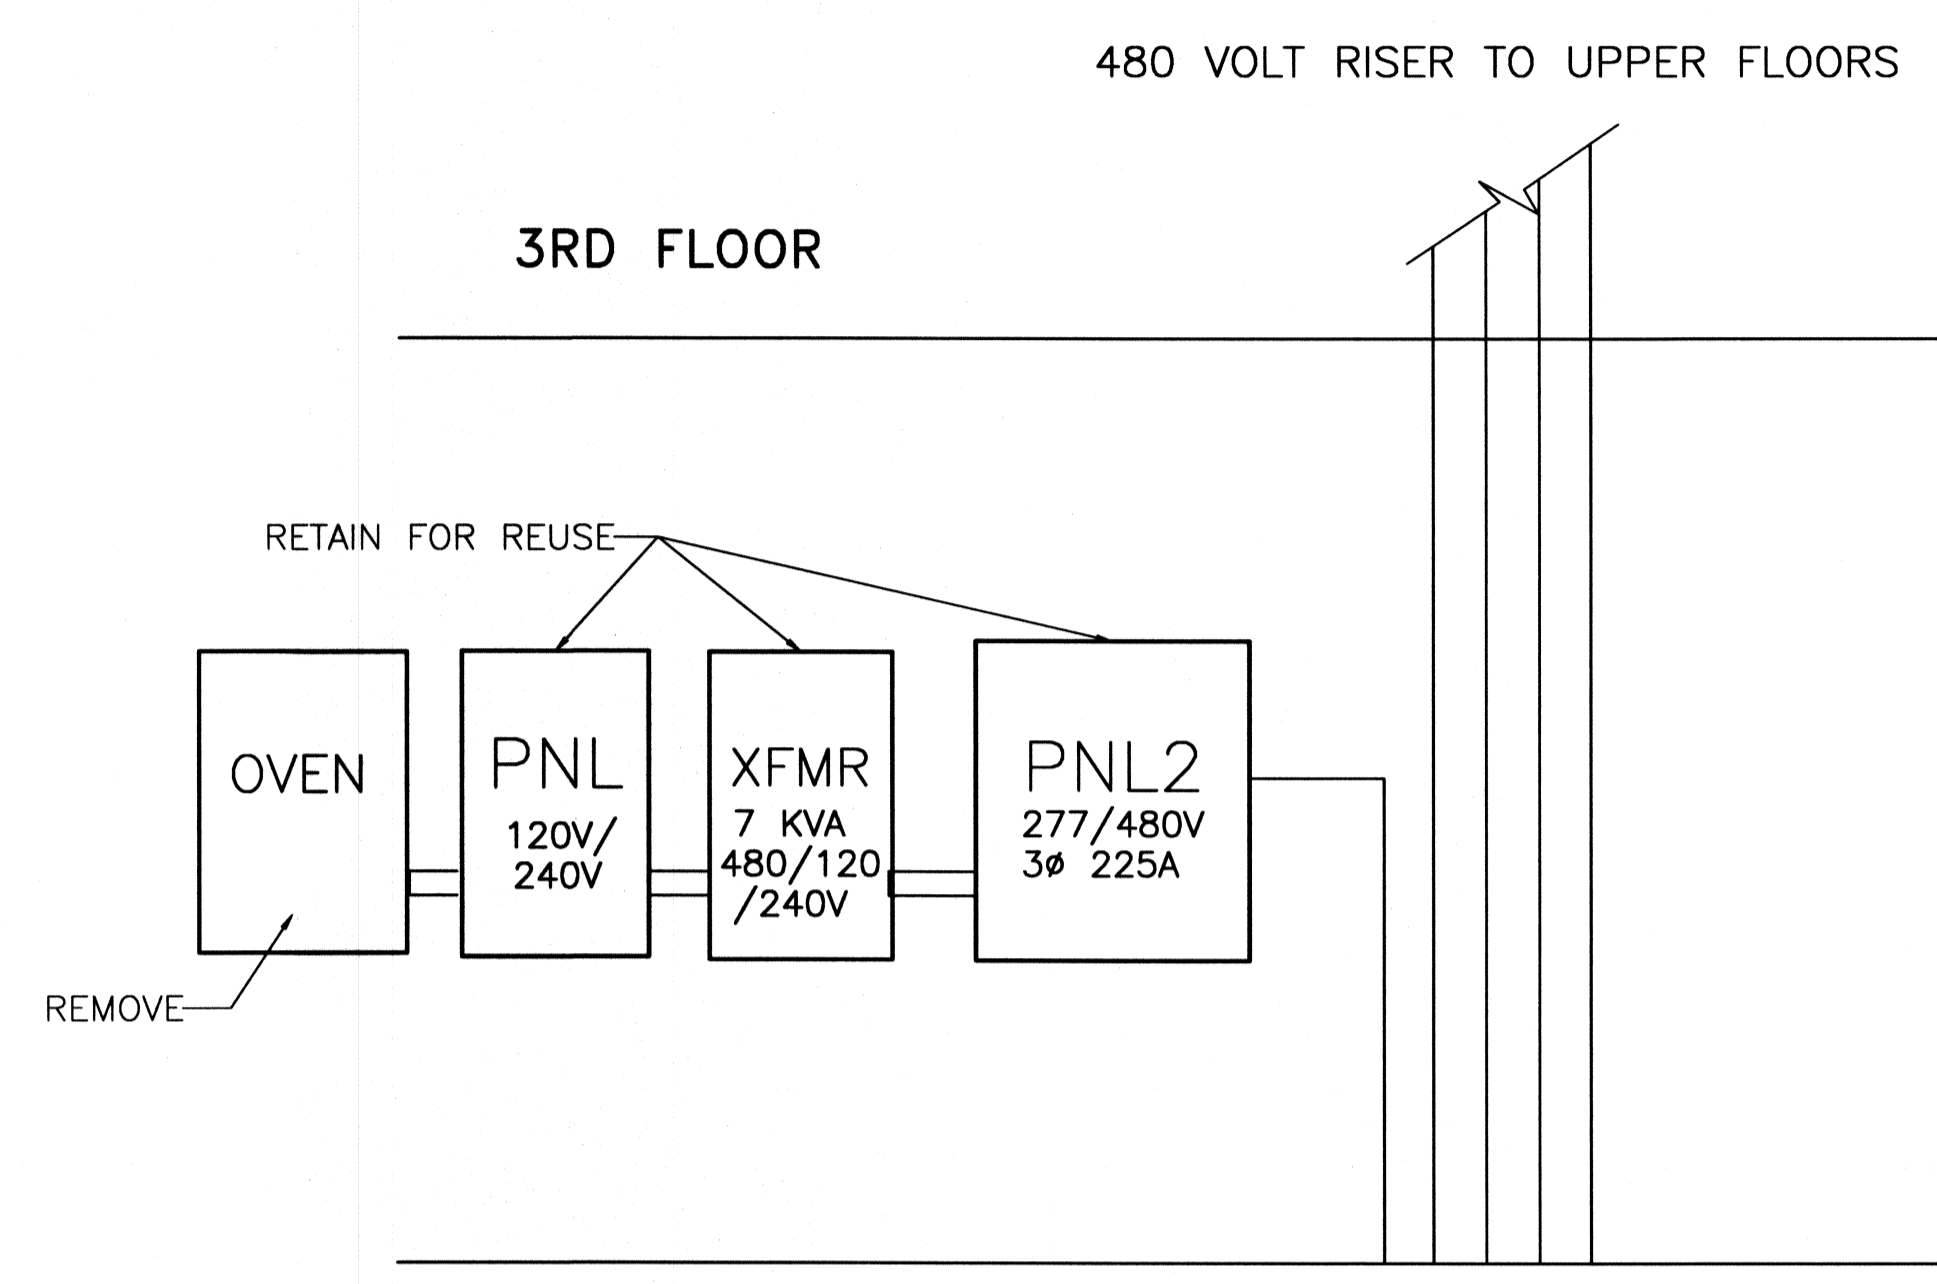 480 VOLT RISER TO UPPER FLOORS
3RD FLOOR
RETAIN FOR REUSE
OVEN
PNL
120V/
240V
XFMR
7 KVA
480/120
/240V
PNL2
277/480V
3ø 225A
REMOVE